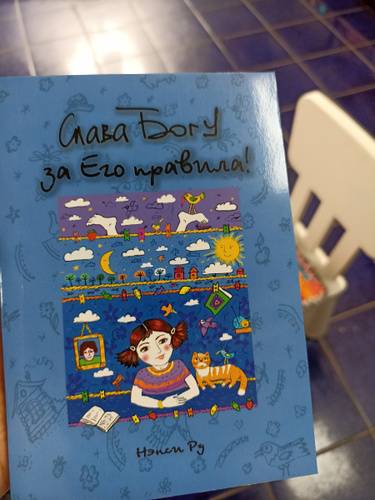 Слава Богу
за Его правила!
Нэнси Ру